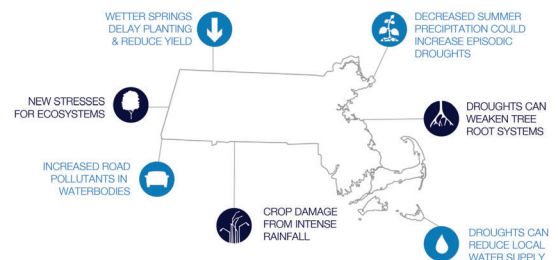 WETTER SPRINGS
DELAY PLANTING
& REDUCE YIELD
DECREASED SUMMER
PRECIPITATION COULD
INCREASE EPISODIC
DROUGHTS
NEW STRESSES
FOR ECOSYSTEMS
DROUGHTS CAN
WEAKEN TREE
ROOT SYSTEMS
INCREASED ROAD
POLLUTANTS IN
WATERBODIES
CROP DAMAGE
FROM INTENSE
RAINFALL
DROUGHTS CAN
REDUCE LOCAL
WATER SUPPLY